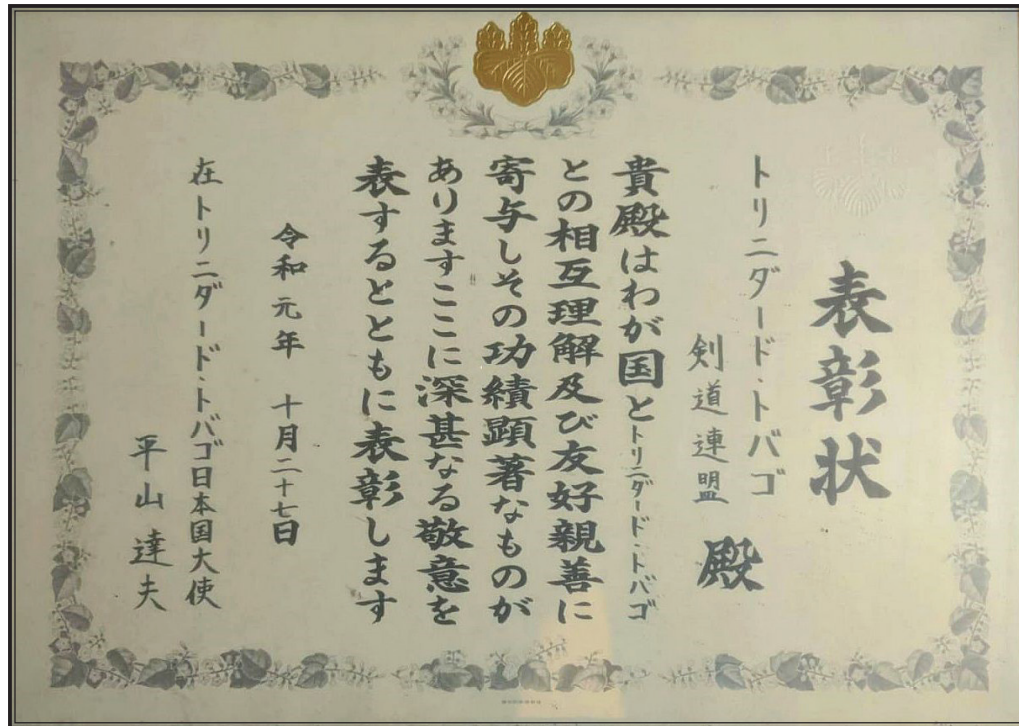 表彰状
トリニダード・トバゴ
剣道連盟 殿
貴殿はわが国とトリニダード・トバゴ
との相互理解及び友好親善に
寄与しその功績顕著なものが
ありますここに深甚なる敬意を
表するとともに表彰します
令和元年 十月二十七日
在トリニダード・トバゴ日本国大使
平山達夫